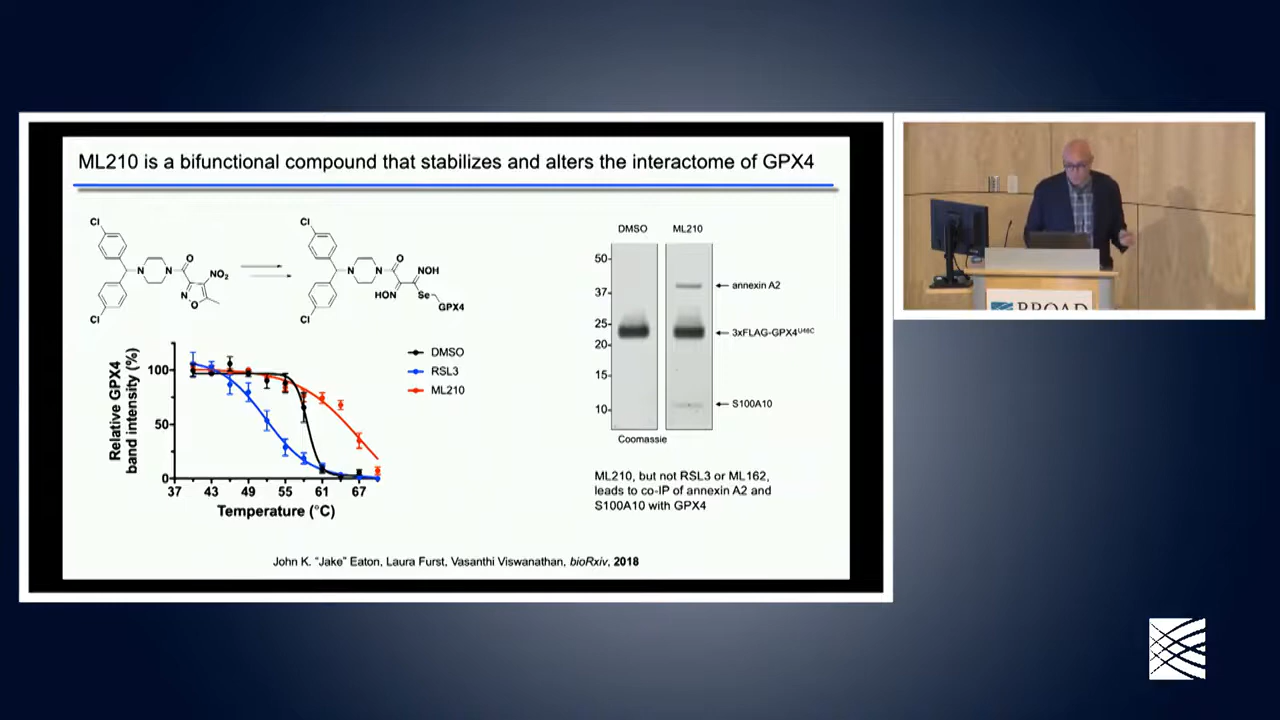 ML210 is a bifunctional compound that stabilizes and alters the interactome of GPX4
Cl
Cl
N
N
O
NO₂
N
O
Cl
Cl
N
N
O
NOH
HON
Se
GPX4
Relative GPX4
band intensity (%)
100
50
0
37 43 49 55 61 67
Temperature (°C)
DMSO
RSL3
ML210
DMSO ML210
50
37
25
20
15
10
annexin A2
3xFLAG-GPX4ᵁ⁴⁶ᶜ
S100A10
Coomassie
ML210, but not RSL3 or ML162,
leads to co-IP of annexin A2 and
S100A10 with GPX4
John K. "Jake" Eaton, Laura Furst, Vasanthi Viswanathan, bioRxiv, 2018
BROAD